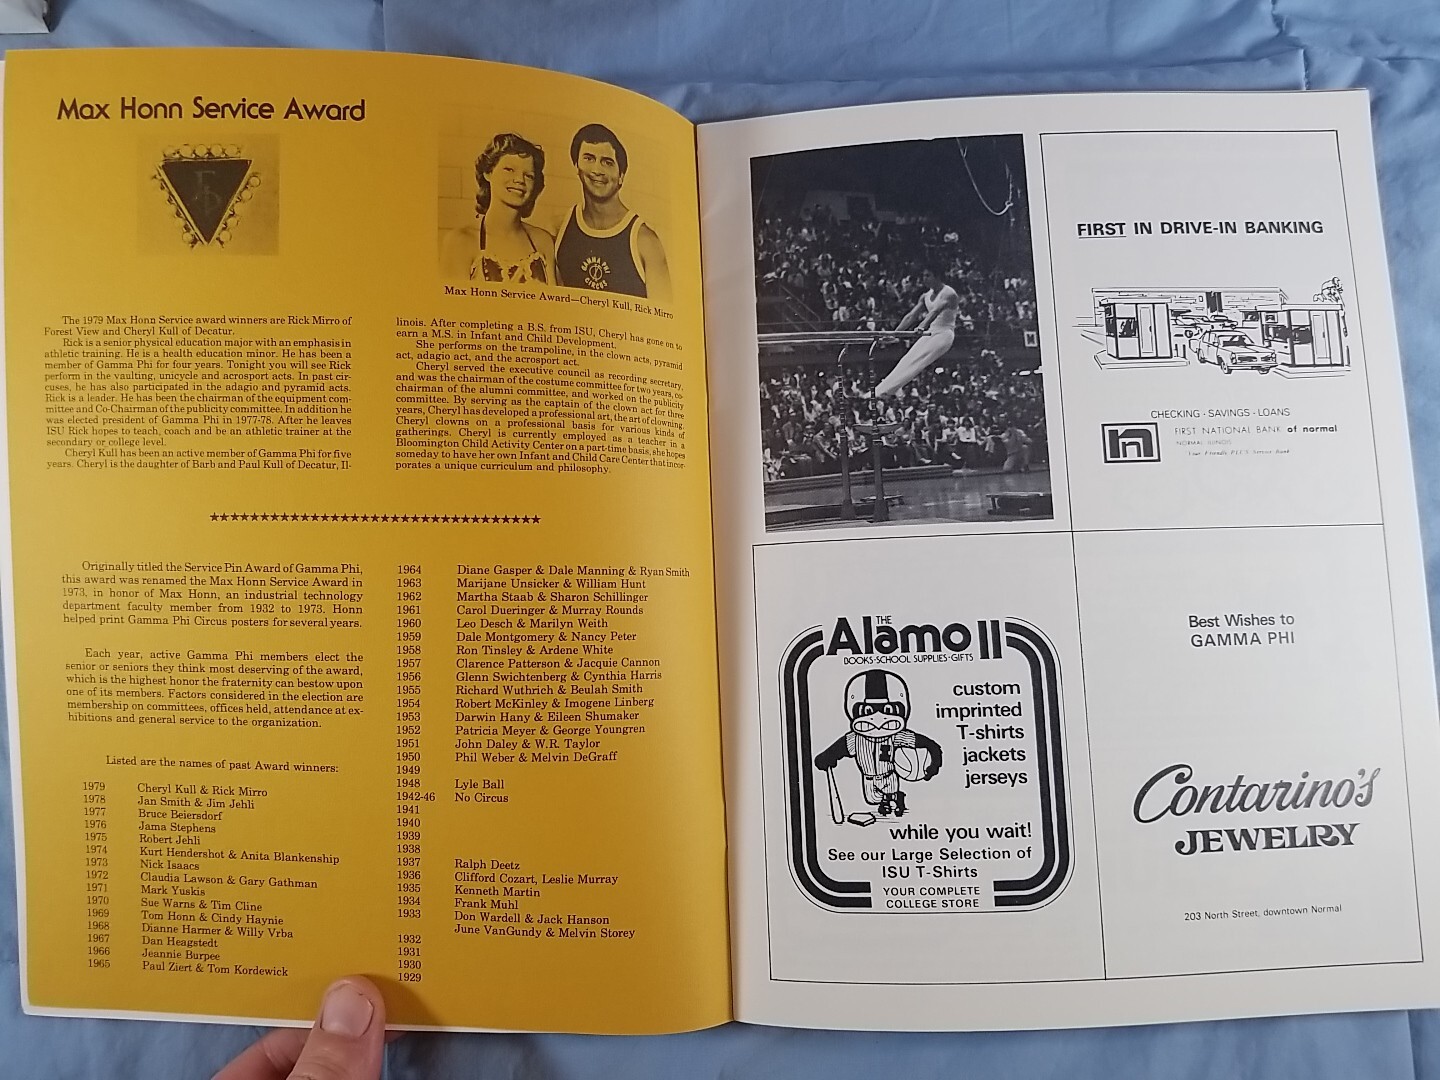 Max Honn Service Award
Max Honn Service Award—Cheryl Kull, Rick Mirro
GAMMA PHI
CIRCUS
The 1979 Max Honn Service award winners are Rick Mirro of
Forest View and Cheryl Kull of Decatur.
Rick is a senior physical education major with an emphasis in
athletic training. He is a health education minor. He has been a
member of Gamma Phi for four years. Tonight you will see Rick
perform in the vaulting, unicycle and acrosport acts. In past cir-
cuses, he has also participated in the adagio and pyramid acts.
Rick is a leader. He has been the chairman of the equipment com-
mittee and Co-Chairman of the publicity committee. In addition he
was elected president of Gamma Phi in 1977-78. After he leaves
ISU Rick hopes to teach, coach and be an athletic trainer at the
secondary or college level.
Cheryl Kull has been an active member of Gamma Phi for five
years. Cheryl is the daughter of Barb and Paul Kull of Decatur, Il-
linois. After completing a B.S. from ISU, Cheryl has gone on to
earn a M.S. in Infant and Child Development.
She performs on the trampoline, in the clown acts, pyramid
act, adagio act, and the acrosport act.
Cheryl served the executive council as recording secretary,
and was the chairman of the costume committee for two years, co-
chairman of the alumni committee, and worked on the publicity
committee. By serving as the captain of the clown act for three
years, Cheryl has developed a professional art, the art of clowning.
Cheryl clowns on a professional basis for various kinds of
gatherings. Cheryl is currently employed as a teacher in a
Bloomington Child Activity Center on a part-time basis, she hopes
someday to have her own Infant and Child Care Center that incor-
porates a unique curriculum and philosophy.
Originally titled the Service Pin Award of Gamma Phi,
this award was renamed the Max Honn Service Award in
1973, in honor of Max Honn, an industrial technology
department faculty member from 1932 to 1973. Honn
helped print Gamma Phi Circus posters for several years.
Each year, active Gamma Phi members elect the
senior or seniors they think most deserving of the award,
which is the highest honor the fraternity can bestow upon
one of its members. Factors considered in the election are
membership on committees, offices held, attendance at ex-
hibitions and general service to the organization.
Listed are the names of past Award winners:
1979 Cheryl Kull & Rick Mirro
1978 Jan Smith & Jim Jehli
1977 Bruce Beiersdorf
1976 Jama Stephens
1975 Robert Jehli
1974 Kurt Hendershot & Anita Blankenship
1973 Nick Isaacs
1972 Claudia Lawson & Gary Gathman
1971 Mark Yuskis
1970 Sue Warns & Tim Cline
1969 Tom Honn & Cindy Haynie
1968 Dianne Harmer & Willy Vrba
1967 Dan Heagstedt
1966 Jeannie Burpee
1965 Paul Ziert & Tom Kordewick
1964 Diane Gasper & Dale Manning & Ryan Smith
1963 Marijane Unsicker & William Hunt
1962 Martha Staab & Sharon Schillinger
1961 Carol Dueringer & Murray Rounds
1960 Leo Desch & Marilyn Weith
1959 Dale Montgomery & Nancy Peter
1958 Ron Tinsley & Ardene White
1957 Clarence Patterson & Jacquie Cannon
1956 Glenn Swichtenberg & Cynthia Harris
1955 Richard Wuthrich & Beulah Smith
1954 Robert McKinley & Imogene Linberg
1953 Darwin Hany & Eileen Shumaker
1952 Patricia Meyer & George Youngren
1951 John Daley & W.R. Taylor
1950 Phil Weber & Melvin DeGraff
1949
1948 Lyle Ball
1942-46 No Circus
1941
1940
1939
1938
1937 Ralph Deetz
1936 Clifford Cozart, Leslie Murray
1935 Kenneth Martin
1934 Frank Muhl
1933 Don Wardell & Jack Hanson
June VanGundy & Melvin Storey
1932
1931
1930
1929
FIRST IN DRIVE-IN BANKING
CHECKING - SAVINGS - LOANS
FIRST NATIONAL BANK of normal
NORMAL ILLINOIS
THE
Alamo II
BOOKS·SCHOOL SUPPLIES·GIFTS
custom
imprinted
T-shirts
jackets
jerseys
while you wait!
See our Large Selection of
ISU T-Shirts
YOUR COMPLETE
COLLEGE STORE
Best Wishes to
GAMMA PHI
Contarino's
JEWELRY
203 North Street, downtown Normal